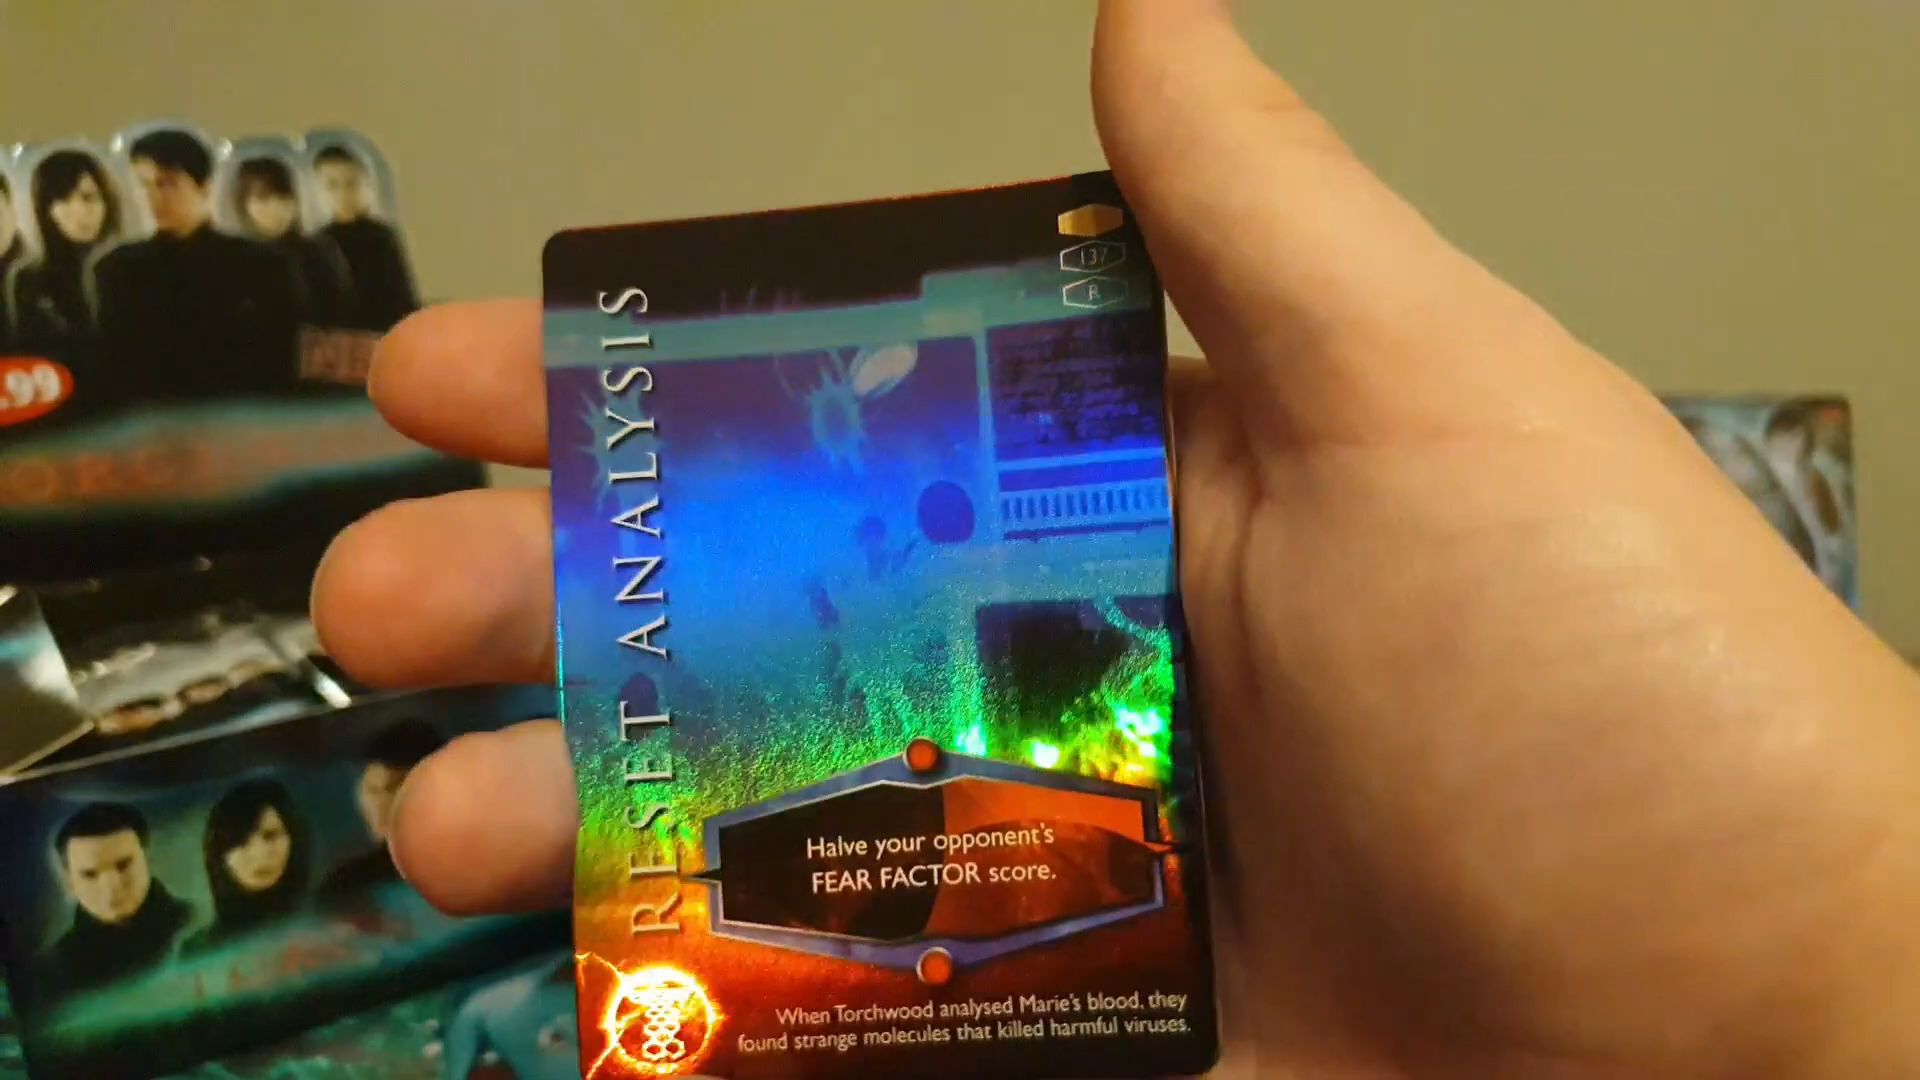 137
R
RESET ANALYSIS
.99
Halve your opponent's
FEAR FACTOR score.
When Torchwood analysed Marie's blood, they
found strange molecules that killed harmful viruses.